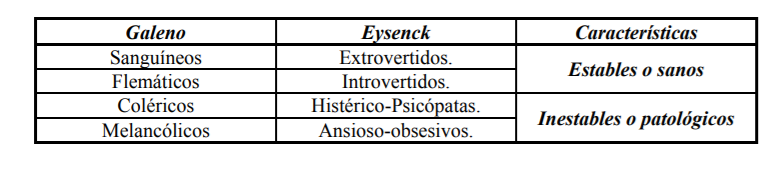 Galeno Eysenck Características
Sanguíneos Extrovertidos. Estables o sanos
Flemáticos Introvertidos.
Coléricos Histérico-Psicópatas. Inestables o patológicos
Melancólicos Ansioso-obsesivos.